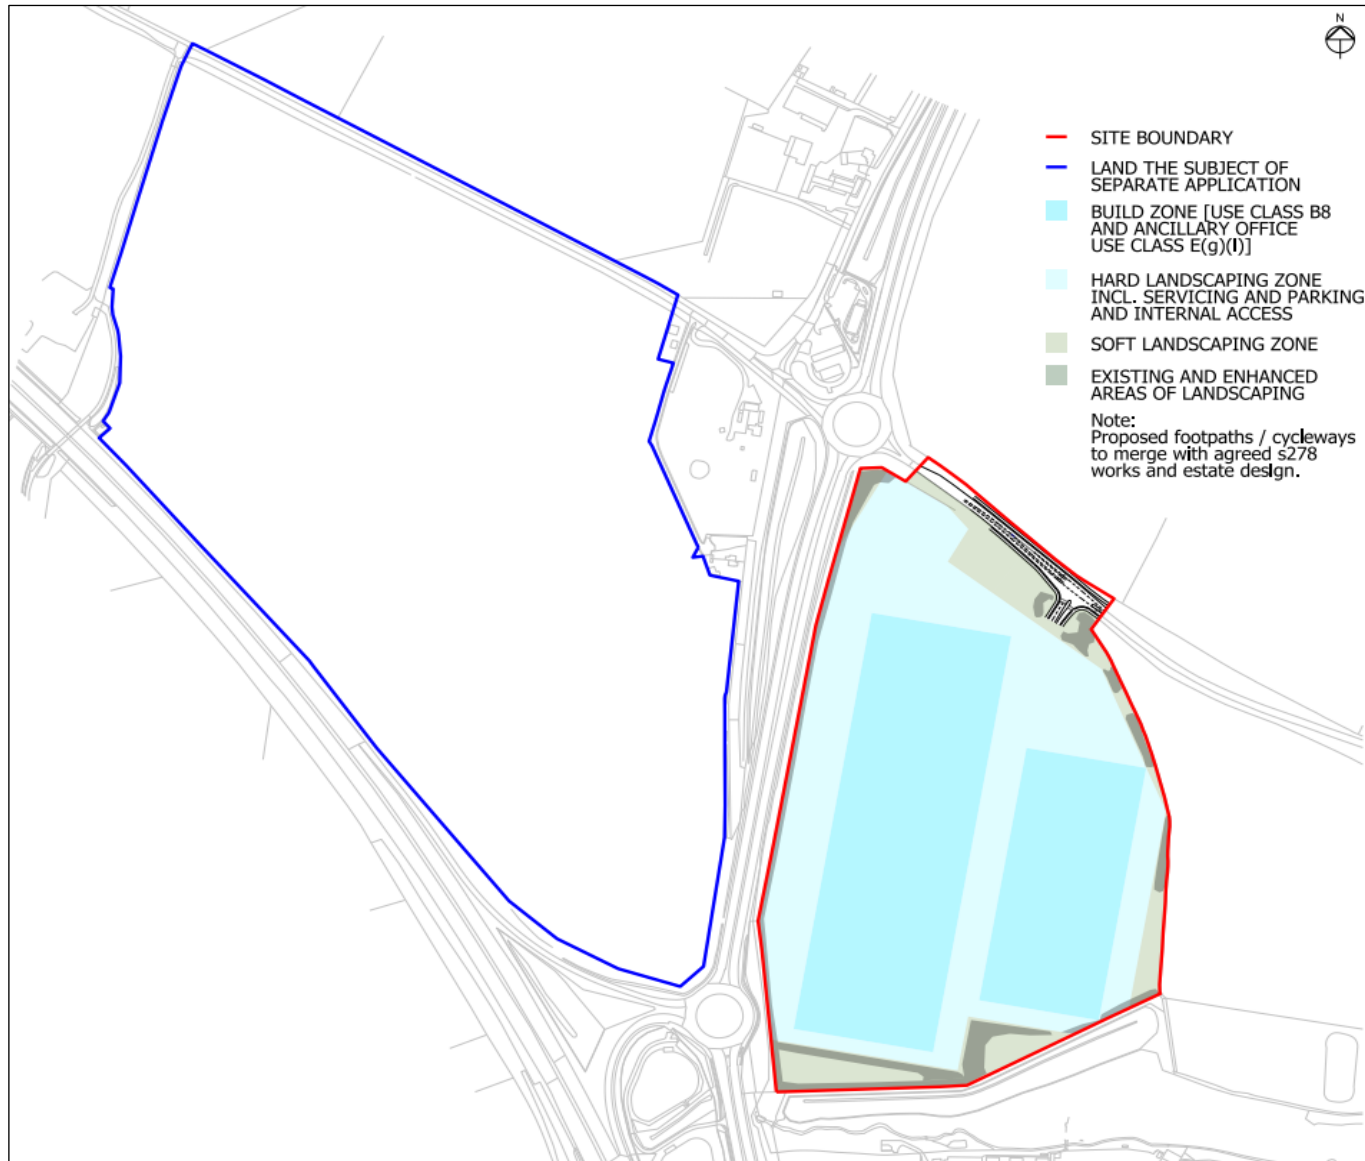 N
SITE BOUNDARY
LAND THE SUBJECT OF
SEPARATE APPLICATION
BUILD ZONE [USE CLASS B8
AND ANCILLARY OFFICE
USE CLASS E(g)(I)]
HARD LANDSCAPING ZONE
INCL. SERVICING AND PARKING
AND INTERNAL ACCESS
SOFT LANDSCAPING ZONE
EXISTING AND ENHANCED
AREAS OF LANDSCAPING
Note:
Proposed footpaths / cycleways
to merge with agreed s278
works and estate design.